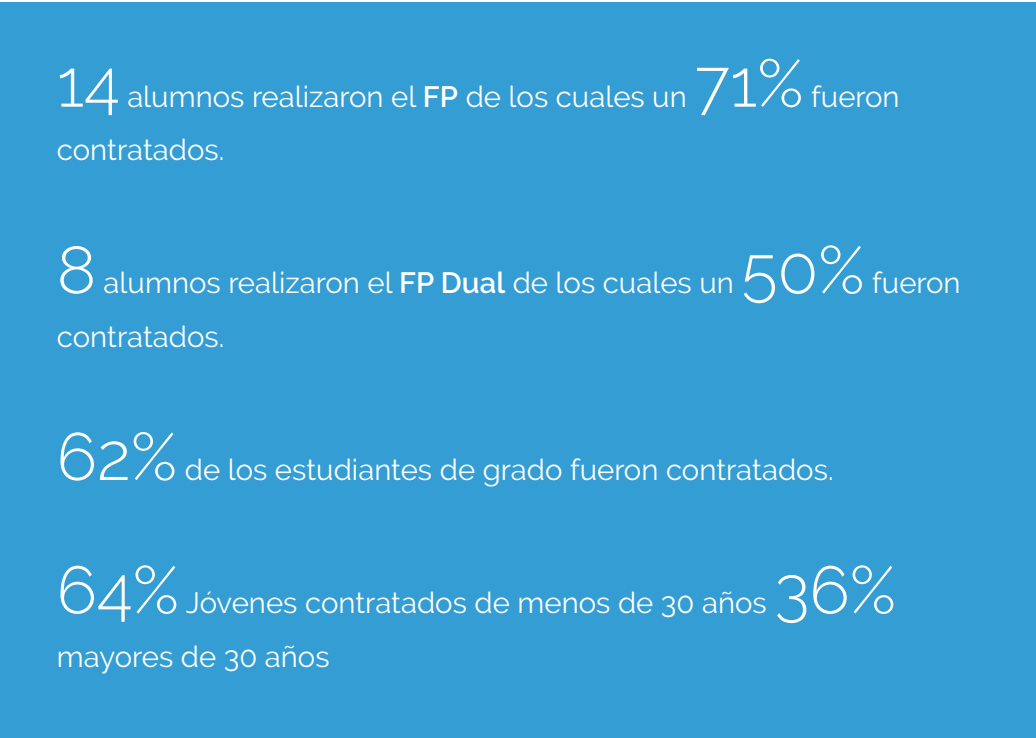 14 alumnos realizaron el FP de los cuales un 71% fueron
contratados.
8 alumnos realizaron el FP Dual de los cuales un 50% fueron
contratados.
62% de los estudiantes de grado fueron contratados.
64% Jóvenes contratados de menos de 30 años 36%
mayores de 30 años